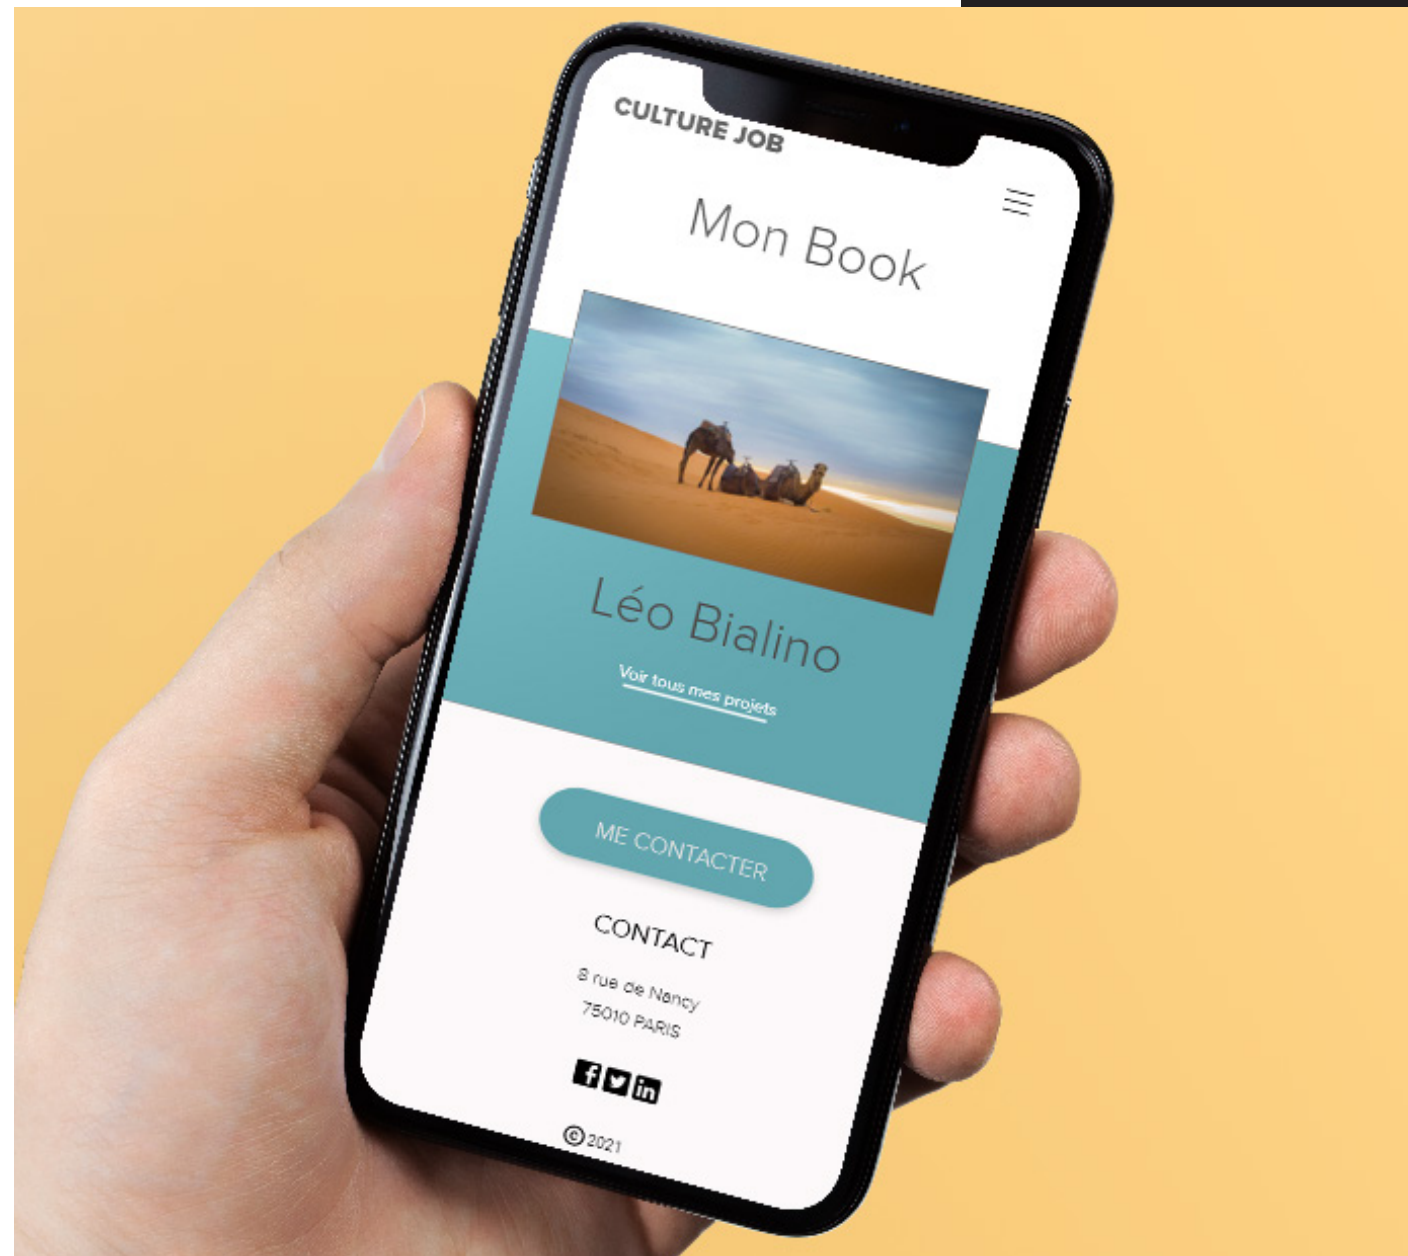 CULTURE JOB
Mon Book
Léo Bialino
Voir tous mes projets
ME CONTACTER
CONTACT
8 rue de Nancy
75010 PARIS
f in
© 2021